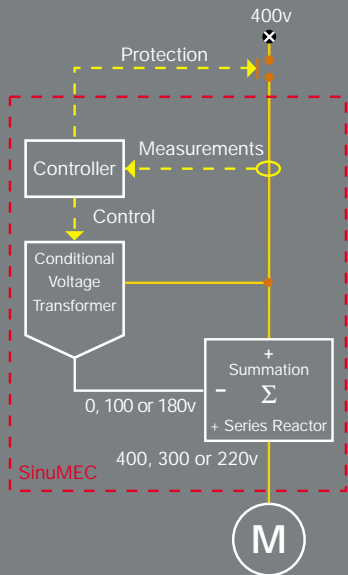 400v
Protection
Measurements
Controller
Control
Conditional
Voltage
Transformer
+
Summation
− Σ
+ Series Reactor
0, 100 or 180v
400, 300 or 220v
SinuMEC
M